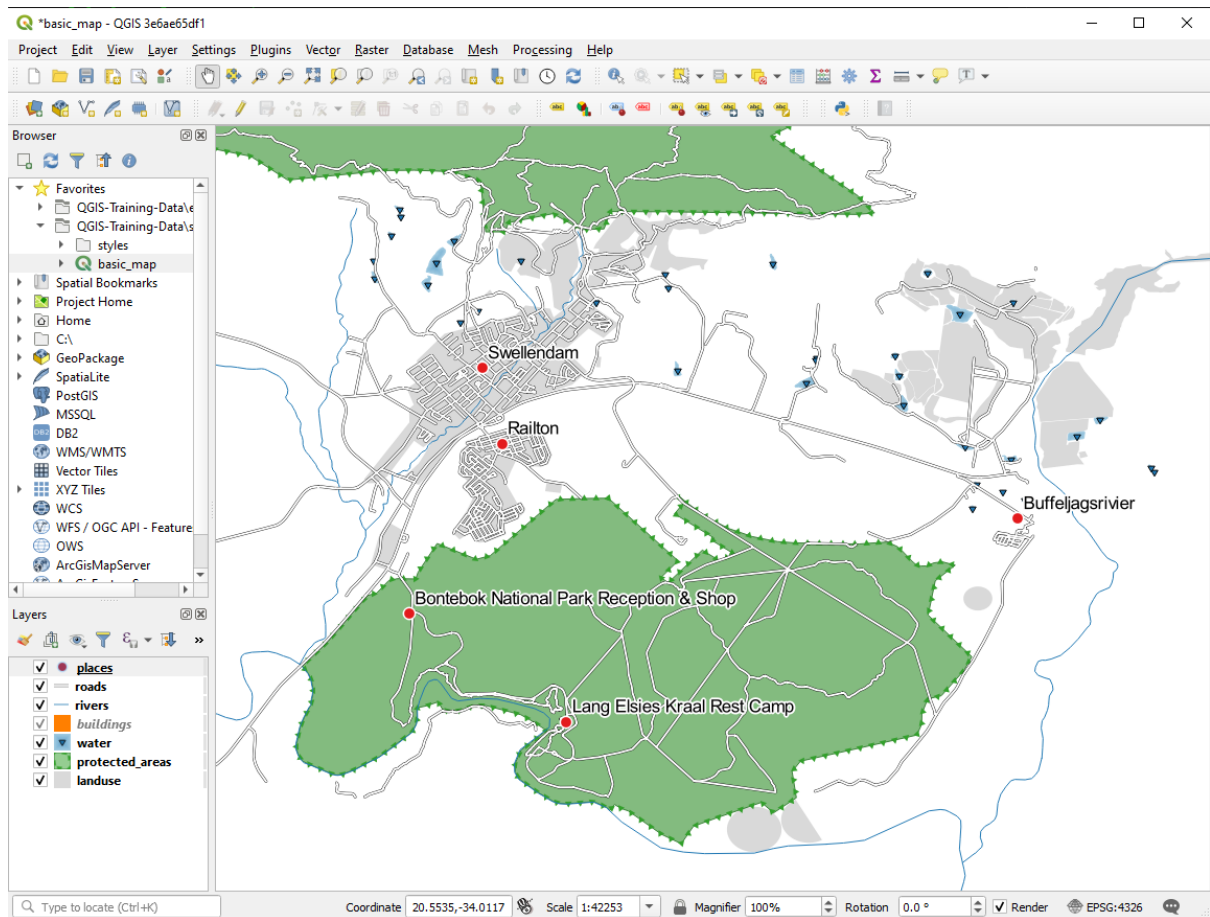 *basic_map - QGIS 3e6ae65df1
Project Edit View Layer Settings Plugins Vector Raster Database Mesh Processing Help
Browser
Favorites
QGIS-Training-Data\e
QGIS-Training-Data\s
styles
basic_map
Spatial Bookmarks
Project Home
Home
C:\
GeoPackage
SpatiaLite
PostGIS
MSSQL
DB2
WMS/WMTS
Vector Tiles
XYZ Tiles
WCS
WFS / OGC API - Feature
OWS
ArcGisMapServer
Layers
places
roads
rivers
buildings
water
protected_areas
landuse
Swellendam
Railton
Buffeljagsrivier
Bontebok National Park Reception & Shop
Lang Elsies Kraal Rest Camp
Type to locate (Ctrl+K) Coordinate 20.5535,-34.0117 Scale 1:42253 Magnifier 100% Rotation 0.0 ° Render EPSG:4326